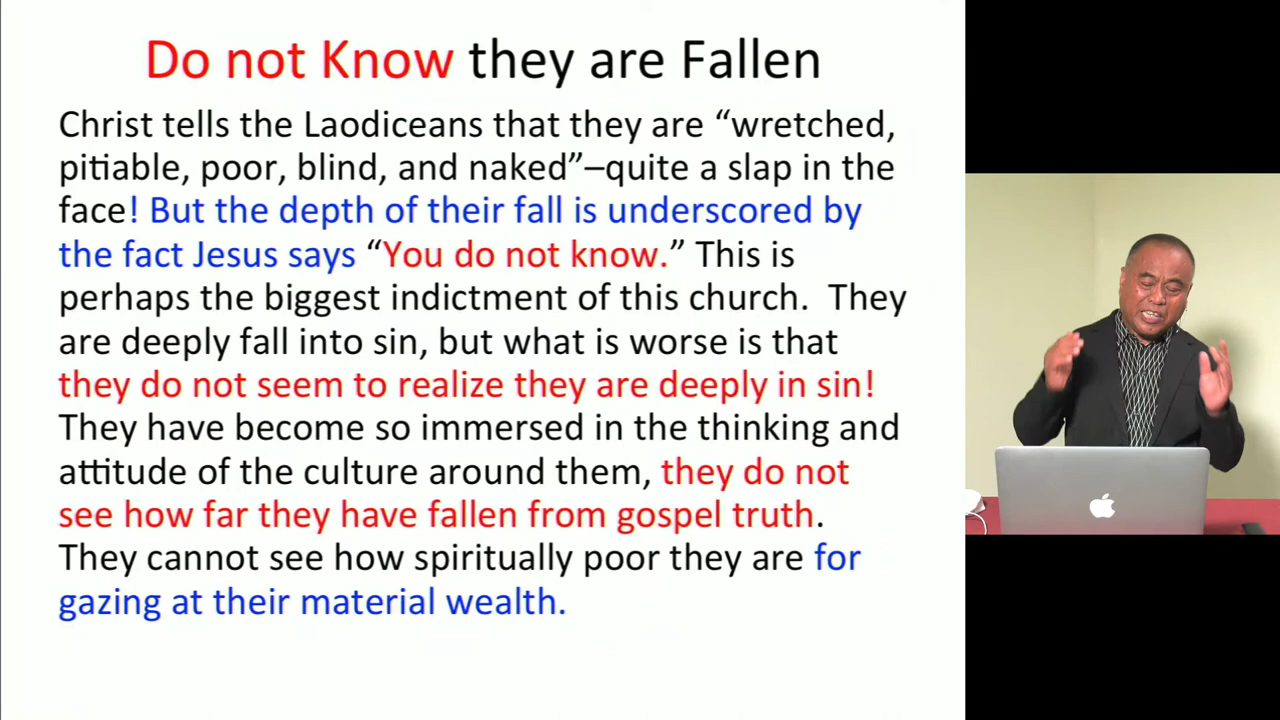 Do not Know they are Fallen
Christ tells the Laodiceans that they are “wretched,
pitiable, poor, blind, and naked”–quite a slap in the
face! But the depth of their fall is underscored by
the fact Jesus says “You do not know.” This is
perhaps the biggest indictment of this church.  They
are deeply fall into sin, but what is worse is that
they do not seem to realize they are deeply in sin!
They have become so immersed in the thinking and
attitude of the culture around them, they do not
see how far they have fallen from gospel truth.
They cannot see how spiritually poor they are for
gazing at their material wealth.